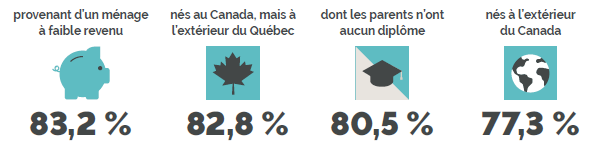 provenant d'un ménage
à faible revenu
83,2 %
nés au Canada, mais à
l'extérieur du Québec
82,8 %
dont les parents n'ont
aucun diplôme
80,5 %
nés à l'extérieur
du Canada
77,3 %